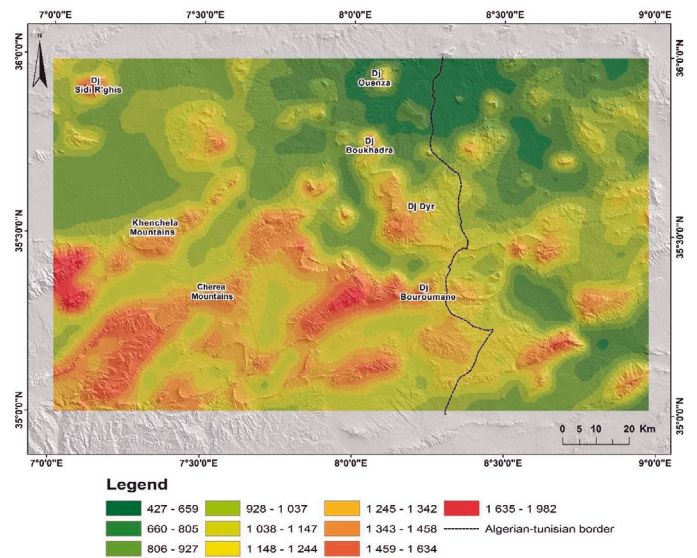 7°0'0"E 7°30'0"E 8°0'0"E 8°30'0"E 9°0'0"E
36°0'0"N
36°0'0"N
N
Dj
Sidi R'ghis
Dj
Ouenza
Dj
Boukhadra
Dj Dyr
Khenchela
Mountains
35°30'0"N
35°30'0"N
Cherea
Mountains
Dj
Bouroumane
35°0'0"N
35°0'0"N
0 5 10 20 Km
7°0'0"E 7°30'0"E 8°0'0"E 8°30'0"E 9°0'0"E
Legend
427 - 659 928 - 1 037 1 245 - 1 342 1 635 - 1 982
660 - 805 1 038 - 1 147 1 343 - 1 458 Algerian-tunisian border
806 - 927 1 148 - 1 244 1 459 - 1 634